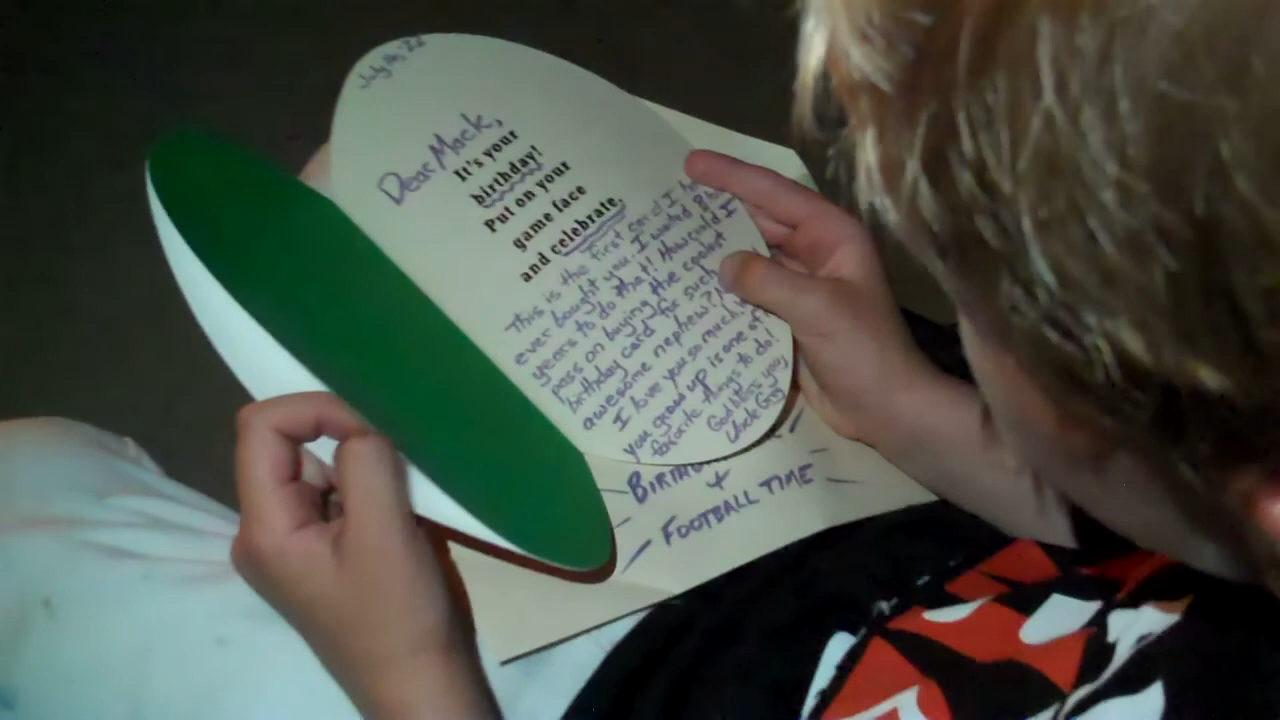 July 16, 22
Dear Mack,
It's your
birthday!
Put on your
game face
and celebrate.
This is the first card I
ever bought you. I waited
years to do that!! How could I
pass on buying the coolest
birthday card for such
awesome nephew?!
I love you so much,
you grow up is one of
favorite things to do!
God bless you,
Uncle Greg
+
FOOTBALL TIME